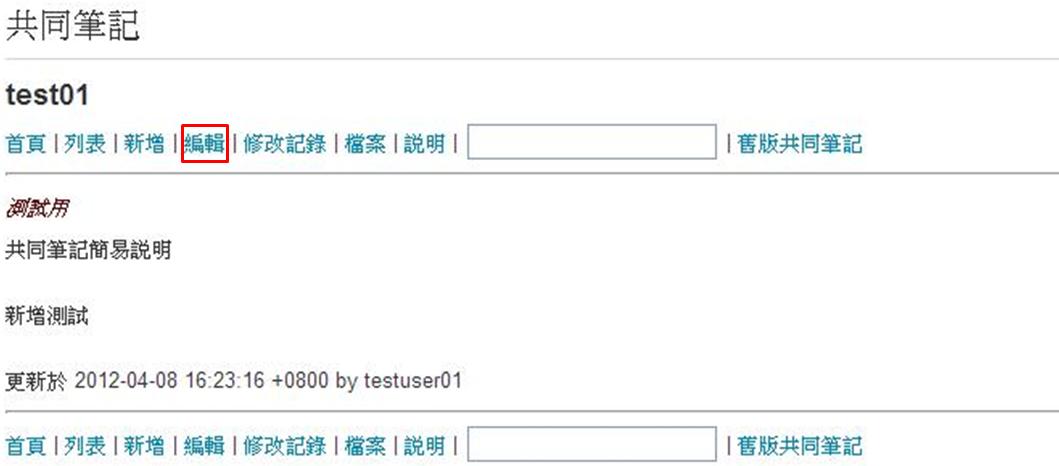 共同筆記
test01
首頁 | 列表 | 新增 | 編輯 | 修改記錄 | 檔案 | 說明 | | 舊版共同筆記
測試用
共同筆記簡易說明
新增測試
更新於 2012-04-08 16:23:16 +0800 by testuser01
首頁 | 列表 | 新增 | 編輯 | 修改記錄 | 檔案 | 說明 | | 舊版共同筆記